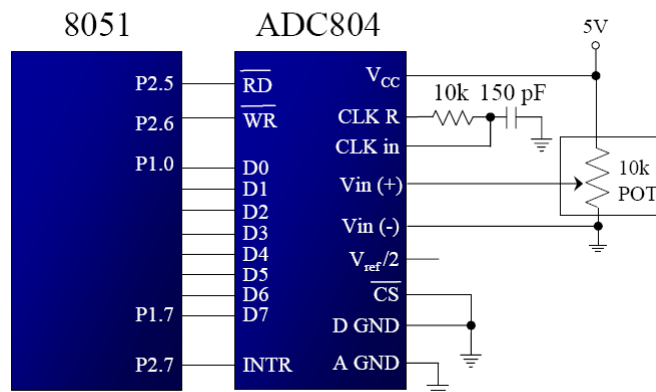 8051
ADC804
5V
P2.5
P2.6
P1.0
P1.7
P2.7
RD
WR
D0
D1
D2
D3
D4
D5
D6
D7
INTR
VCC
CLK R
CLK in
Vin (+)
Vin (-)
Vref/2
CS
D GND
A GND
10k
150 pF
10k
POT